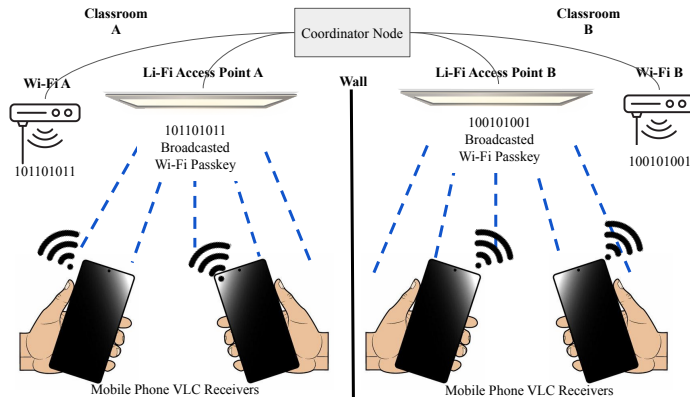 Classroom
A
Coordinator Node
Classroom
B
Wi-Fi A
Li-Fi Access Point A
Wall
Li-Fi Access Point B
Wi-Fi B
101101011
Broadcasted
Wi-Fi Passkey
100101001
Broadcasted
Wi-Fi Passkey
101101011
100101001
Mobile Phone VLC Receivers
Mobile Phone VLC Receivers